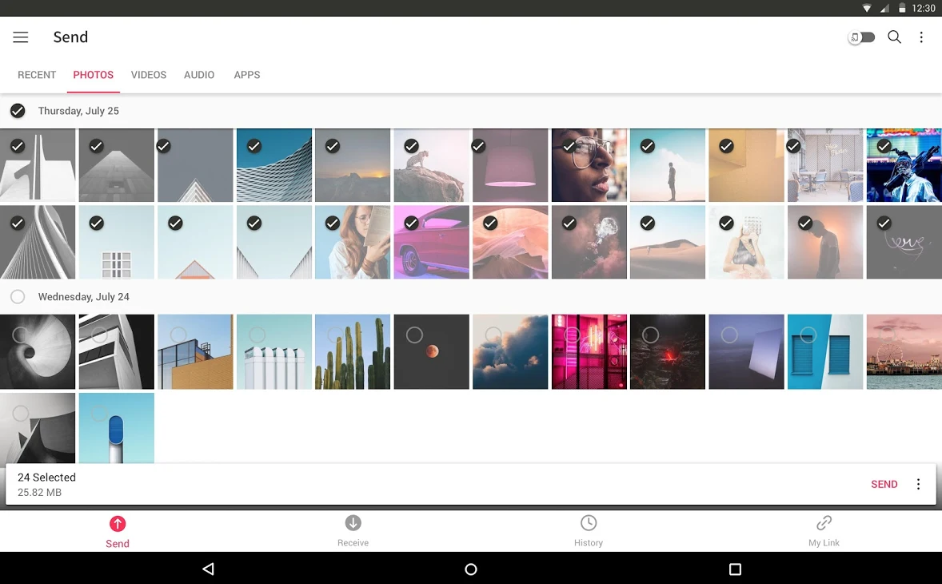 12:30
Send
RECENT PHOTOS VIDEOS AUDIO APPS
Thursday, July 25
Wednesday, July 24
24 Selected
25.82 MB
SEND
Send Receive History My Link